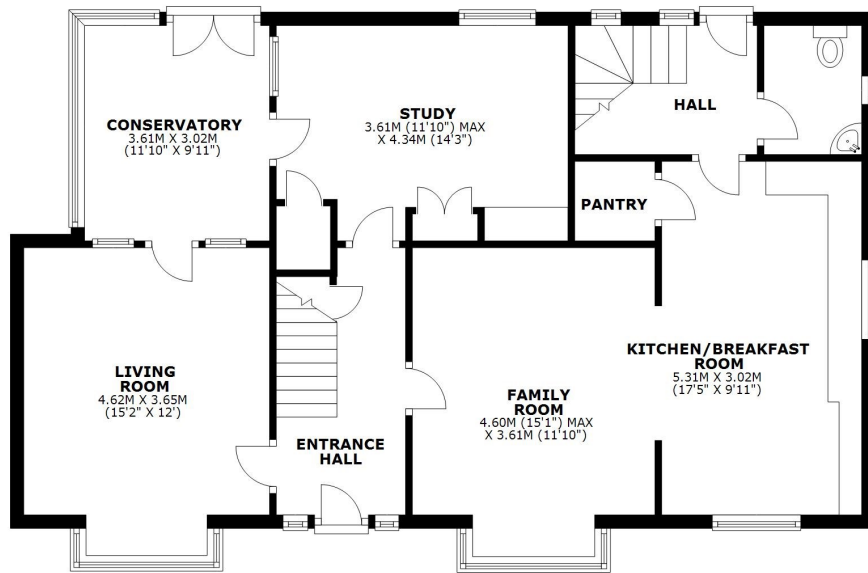 CONSERVATORY
3.61M X 3.02M
(11'10" X 9'11")
STUDY
3.61M (11'10") MAX
X 4.34M (14'3")
HALL
PANTRY
LIVING
ROOM
4.62M X 3.65M
(15'2" X 12')
ENTRANCE
HALL
FAMILY
ROOM
4.60M (15'1") MAX
X 3.61M (11'10")
KITCHEN/BREAKFAST
ROOM
5.31M X 3.02M
(17'5" X 9'11")